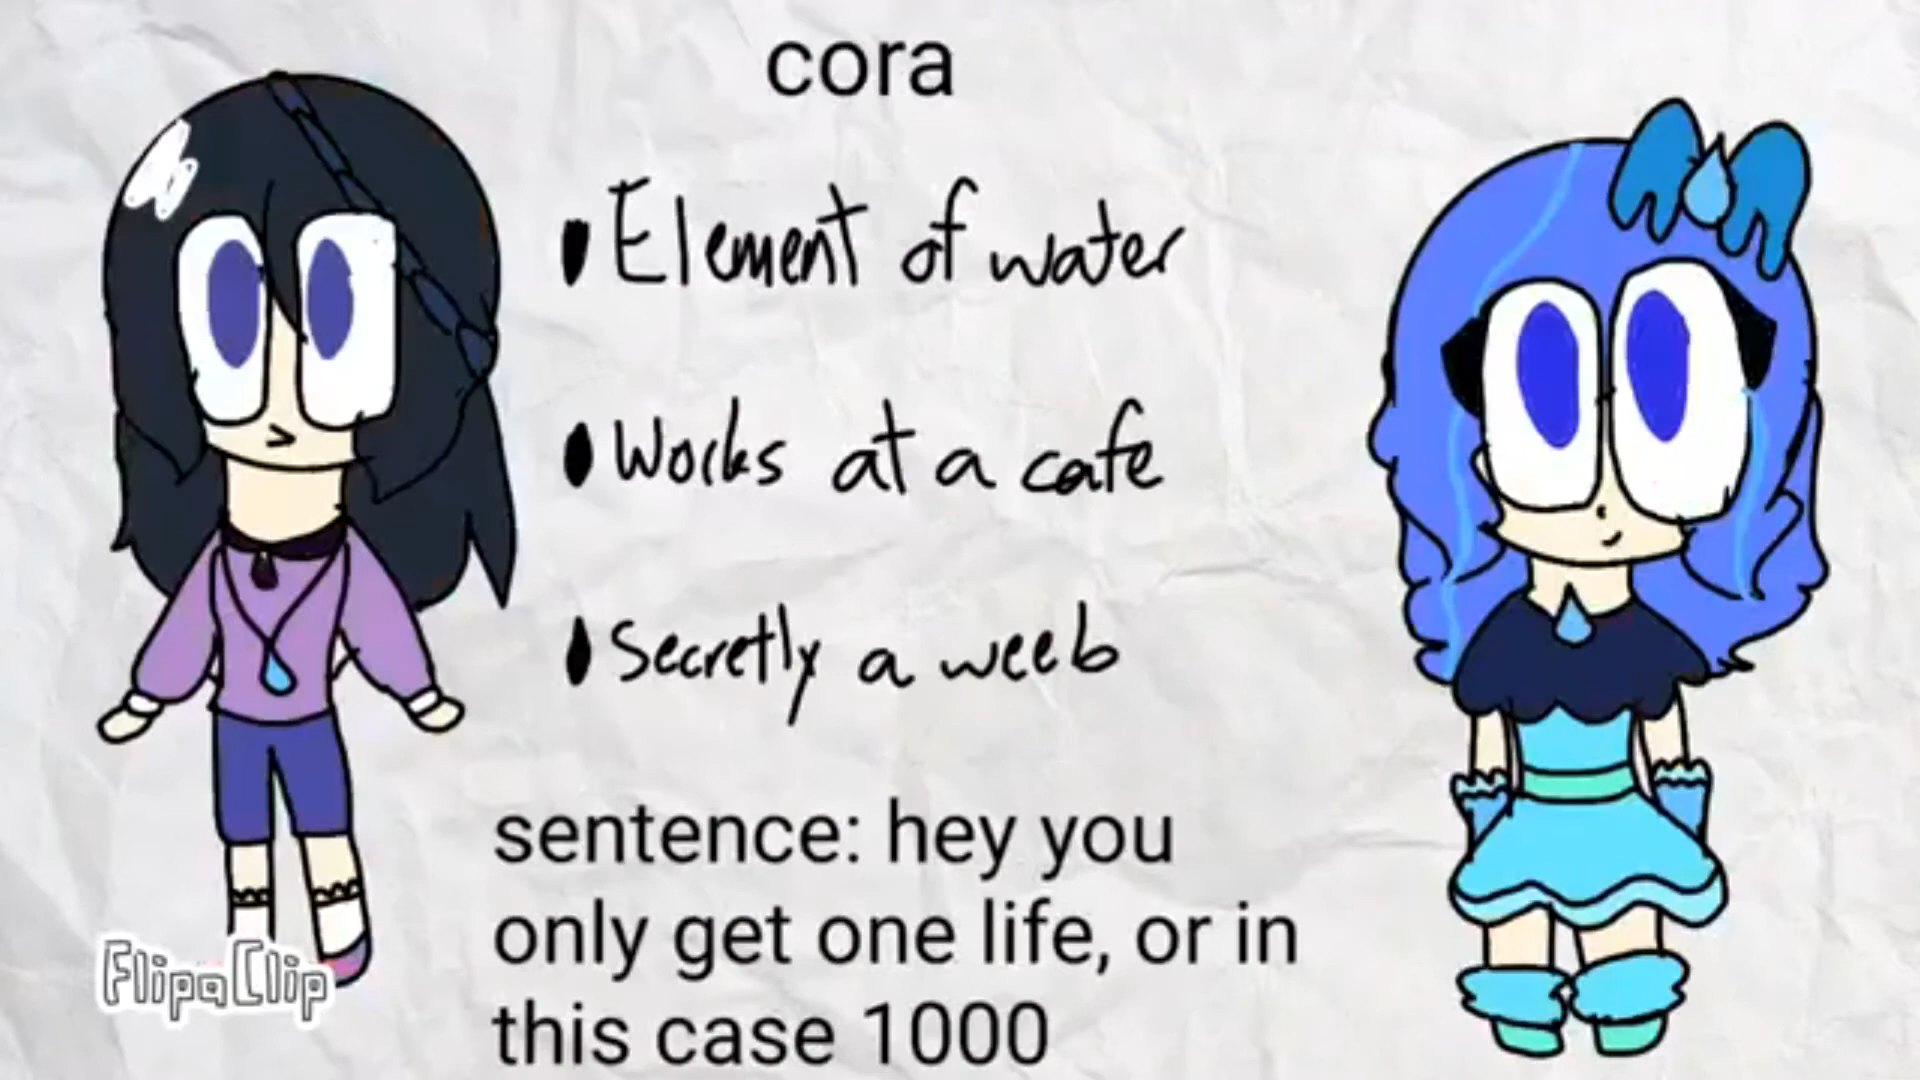 cora
• Element of water
• Works at a cafe
• Secretly a weeb
sentence: hey you
only get one life, or in
this case 1000
FlipaClip